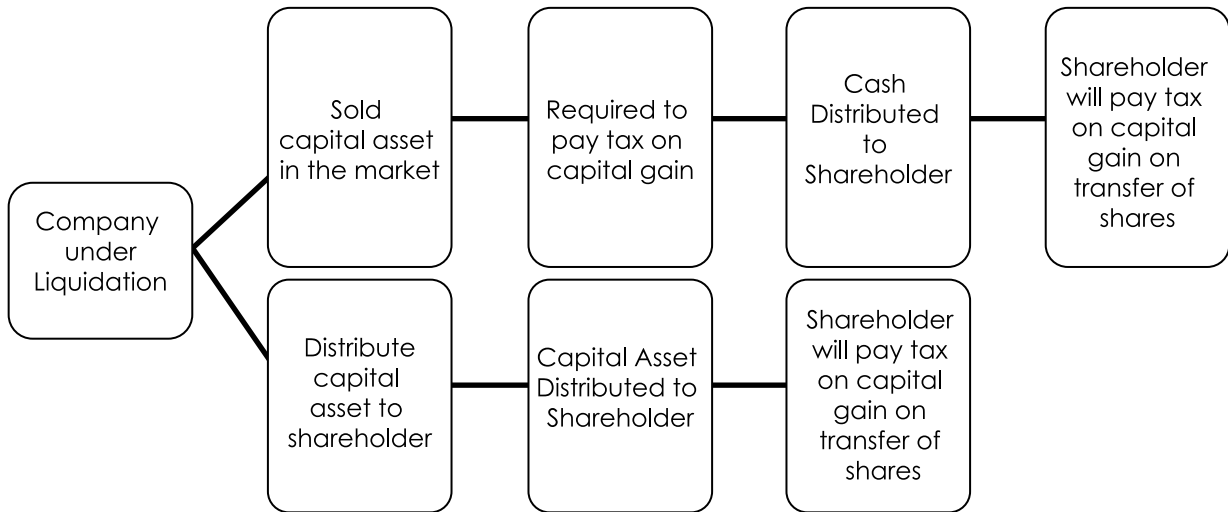 Company
under
Liquidation
Sold
capital asset
in the market
Required to
pay tax on
capital gain
Cash
Distributed
to
Shareholder
Shareholder
will pay tax
on capital
gain on
transfer of
shares
Distribute
capital
asset to
shareholder
Capital Asset
Distributed to
Shareholder
Shareholder
will pay tax
on capital
gain on
transfer of
shares